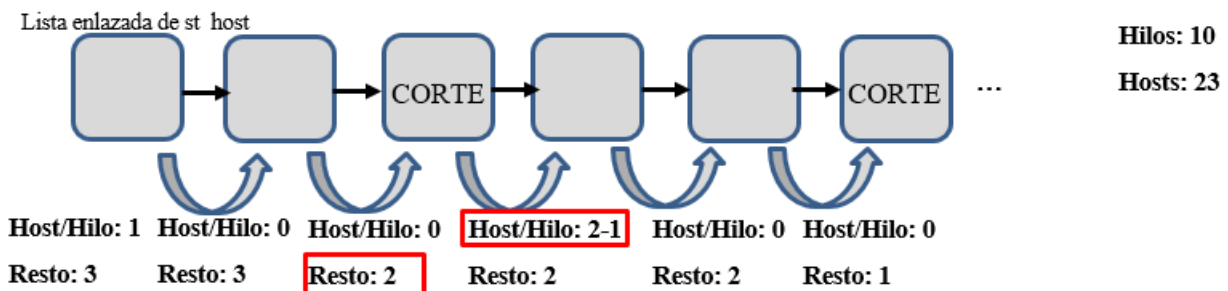 Lista enlazada de st_host
Hilos: 10
Hosts: 23
CORTE
CORTE
...
Host/Hilo: 1 Host/Hilo: 0 Host/Hilo: 0 Host/Hilo: 2-1 Host/Hilo: 0 Host/Hilo: 0
Resto: 3 Resto: 3 Resto: 2 Resto: 2 Resto: 2 Resto: 1